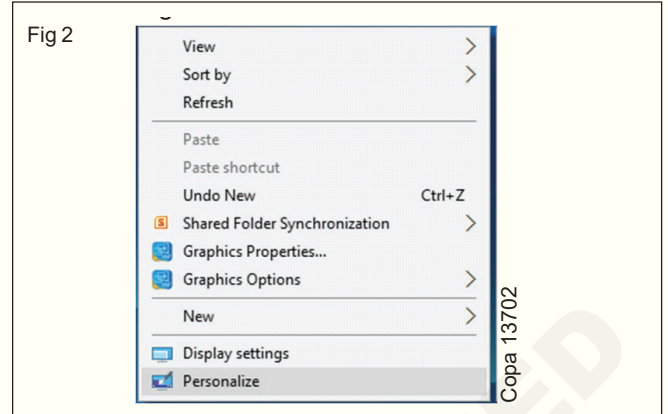 Fig 2
View
Sort by
Refresh
Paste
Paste shortcut
Undo New Ctrl+Z
S Shared Folder Synchronization
Graphics Properties...
Graphics Options
New
Display settings
Personalize
Copa 13702
ED